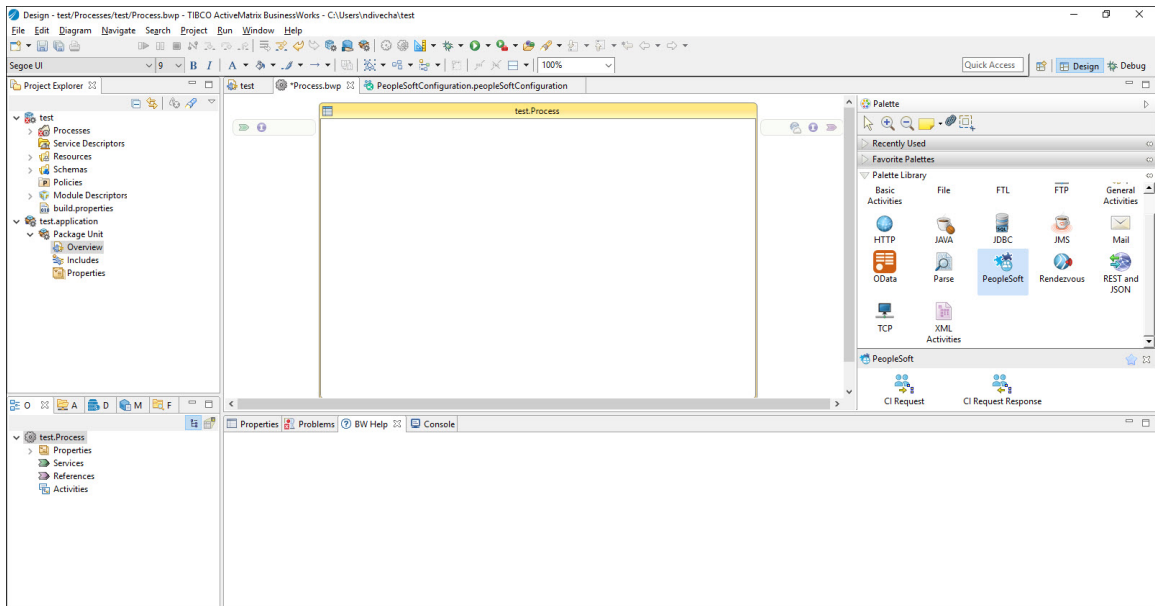 Design - test/Processes/test/Process.bwp - TIBCO ActiveMatrix BusinessWorks - C:\Users\ndivecha\test
File Edit Diagram Navigate Search Project Run Window Help
Segoe UI 9 B I A 100% Quick Access Design Debug
Project Explorer
test
Processes
Service Descriptors
Resources
Schemas
Policies
Module Descriptors
build.properties
test.application
Package Unit
Overview
Includes
Properties
O A D M F
test.Process
Properties
Services
References
Activities
test *Process.bwp PeopleSoftConfiguration.peopleSoftConfiguration
test.Process
Properties Problems BW Help Console
Palette
Recently Used
Favorite Palettes
Palette Library
Basic Activities File FTL FTP General Activities
HTTP JAVA JDBC JMS Mail
OData Parse PeopleSoft Rendezvous REST and JSON
TCP XML Activities
PeopleSoft
CI Request CI Request Response